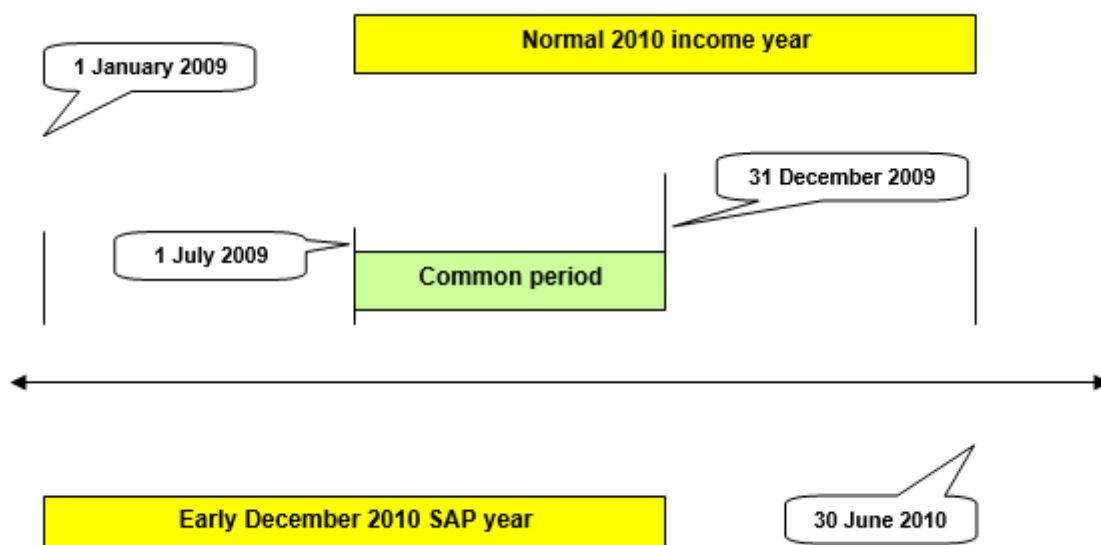 Normal 2010 income year
1 January 2009
31 December 2009
1 July 2009
Common period
Early December 2010 SAP year
30 June 2010